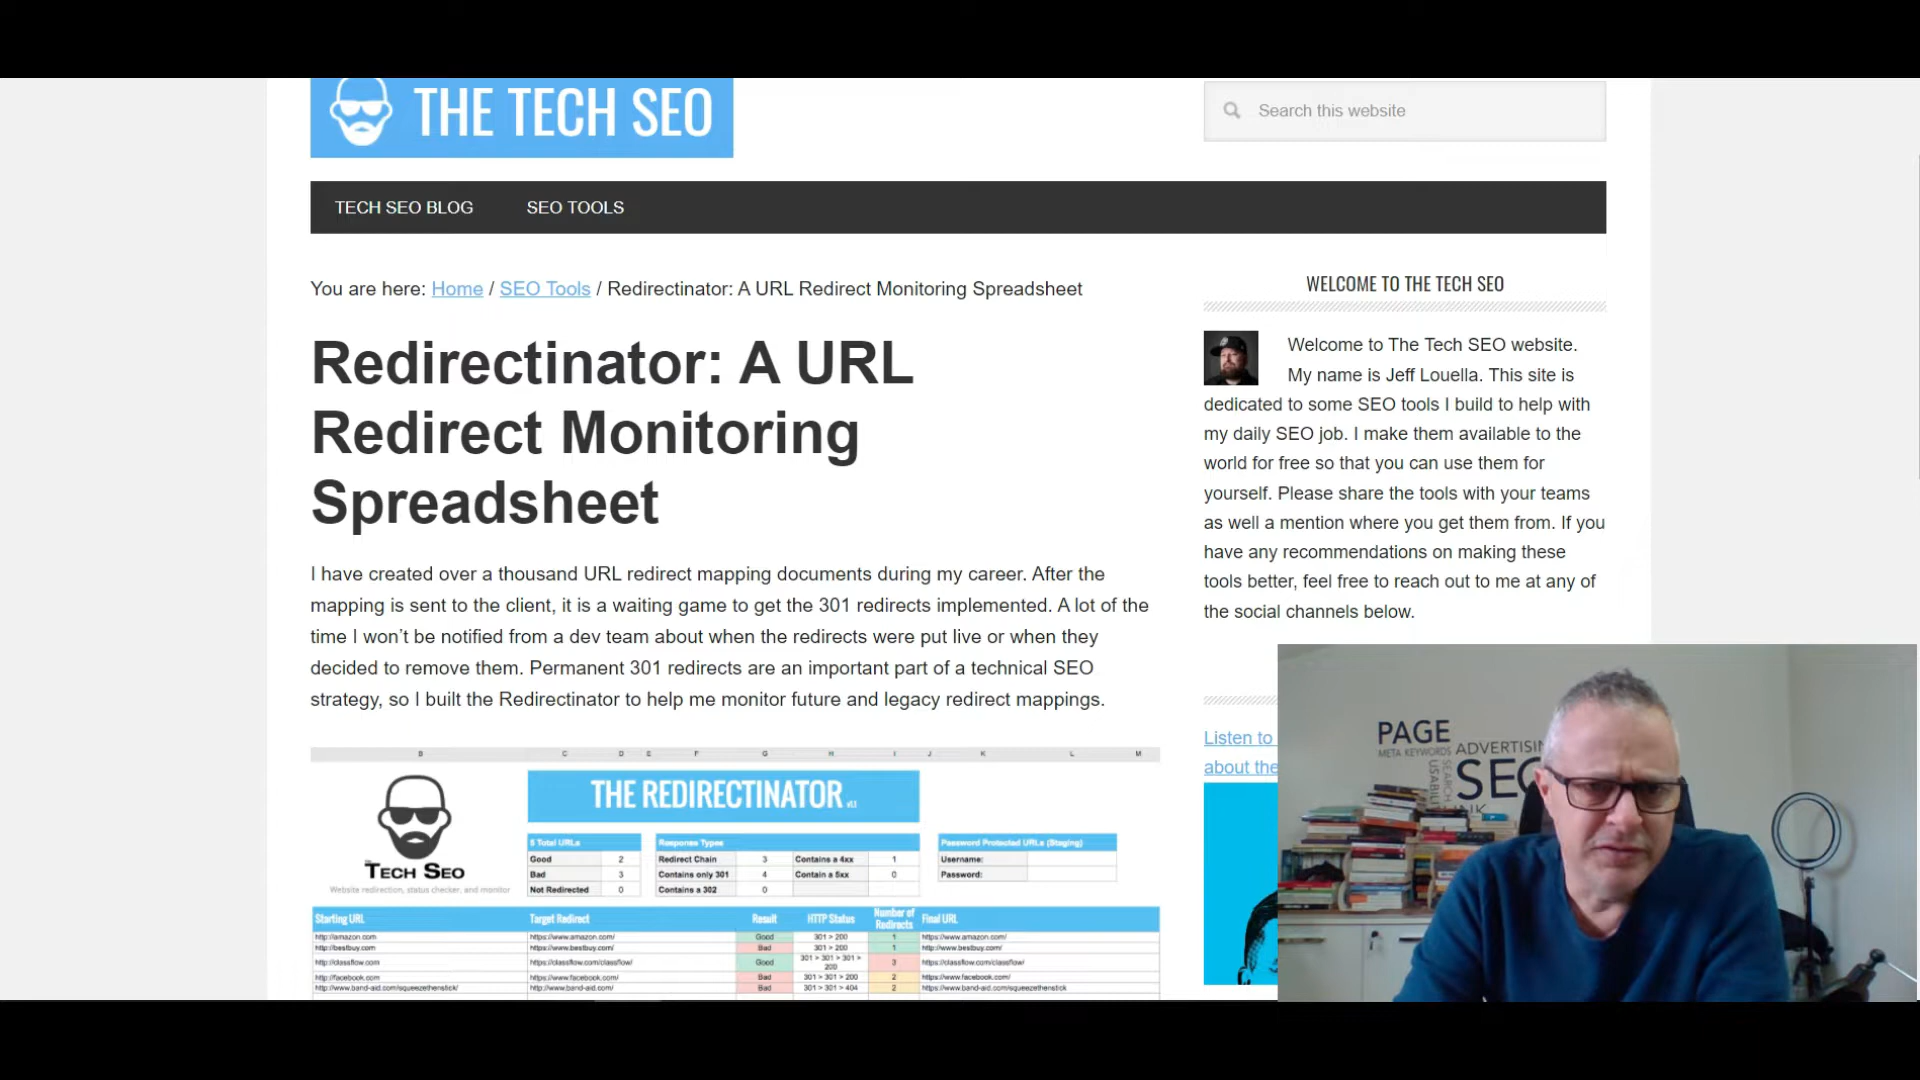 THE TECH SEO
Search this website
TECH SEO BLOG SEO TOOLS
You are here: Home / SEO Tools / Redirectinator: A URL Redirect Monitoring Spreadsheet
Redirectinator: A URL
Redirect Monitoring
Spreadsheet
I have created over a thousand URL redirect mapping documents during my career. After the
mapping is sent to the client, it is a waiting game to get the 301 redirects implemented. A lot of the
time I won’t be notified from a dev team about when the redirects were put live or when they
decided to remove them. Permanent 301 redirects are an important part of a technical SEO
strategy, so I built the Redirectinator to help me monitor future and legacy redirect mappings.
B C D E F G H I J K L M
THE REDIRECTINATOR v1.1
TECH SEO
Website redirection, status checker, and monitor
5 Total URLs
Good 2
Bad 3
Not Redirected 0
Response Types
Redirect Chain 3 Contains a 4xx 1
Contains only 301 4 Contain a 5xx 0
Contains a 302 0
Password Protected URLs (Staging)
Username:
Password:
Starting URL Target Redirect Result HTTP Status Number of Redirects Final URL
http://amazon.com https://www.amazon.com/ Good 301 > 200 1 https://www.amazon.com/
http://bestbuy.com https://www.bestbuy.com/ Bad 301 > 200 1 http://www.bestbuy.com/
http://classflow.com https://classflow.com/classflow/ Good 301 > 301 > 301 > 200 3 https://classflow.com/classflow/
http://facebook.com https://www.facebook.com/ Bad 301 > 301 > 200 2 https://www.facebook.com/
http://www.band-aid.com/squeezethenstick/ http://www.band-aid.com/ Bad 301 > 301 > 404 2 https://www.band-aid.com/squeezethenstick
WELCOME TO THE TECH SEO
Welcome to The Tech SEO website.
My name is Jeff Louella. This site is
dedicated to some SEO tools I build to help with
my daily SEO job. I make them available to the
world for free so that you can use them for
yourself. Please share the tools with your teams
as well a mention where you get them from. If you
have any recommendations on making these
tools better, feel free to reach out to me at any of
the social channels below.
Listen to
about the
PAGE
META KEYWORDS
ADVERTISIN
SEARCH
USABILIT
SEO